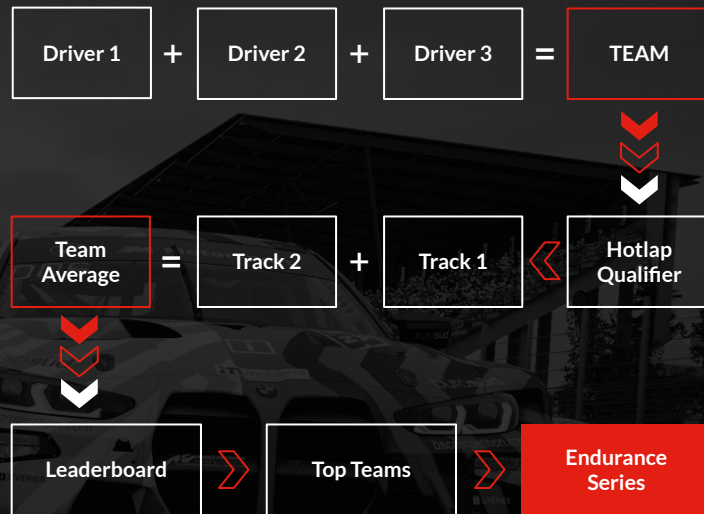 Driver 1 + Driver 2 + Driver 3 = TEAM
Team
Average
= Track 2 + Track 1
Hotlap
Qualifier
Leaderboard
Top Teams
Endurance
Series